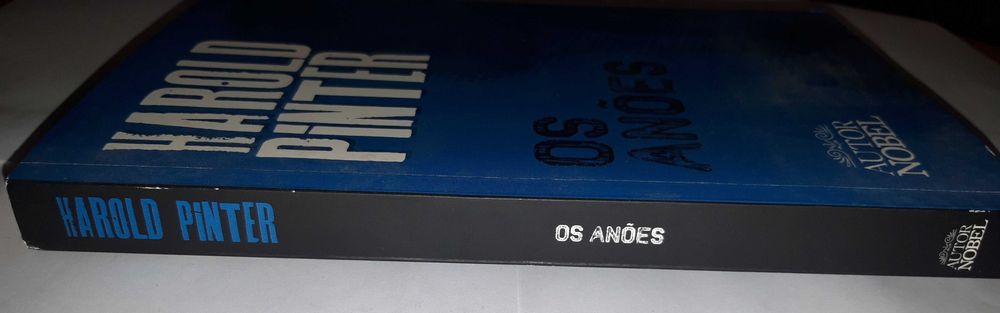 HAROLD
PiNTER
OS
ANÕES
AUTOR
NOBEL
HAROLD PiNTER
OS ANÕES
AUTOR
NOBEL